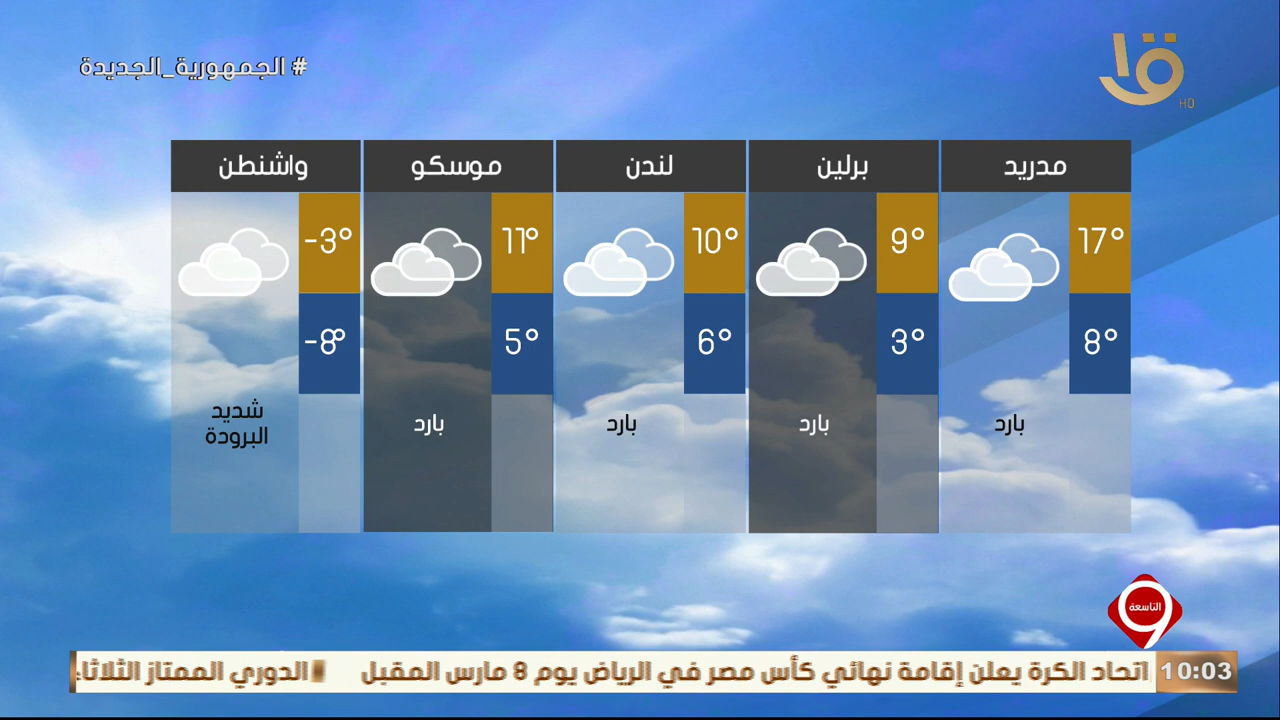 # الجمهورية_الجديدة
HD
مدريد
17°
8°
بارد
برلين
9°
3°
بارد
لندن
10°
6°
بارد
موسكو
11°
5°
بارد
واشنطن
-3°
-8°
شديد
البرودة
التاسعة
9
10:03
اتحاد الكرة يعلن إقامة نهائي كأس مصر في الرياض يوم 8 مارس المقبل
الدوري الممتاز الثلاثاء